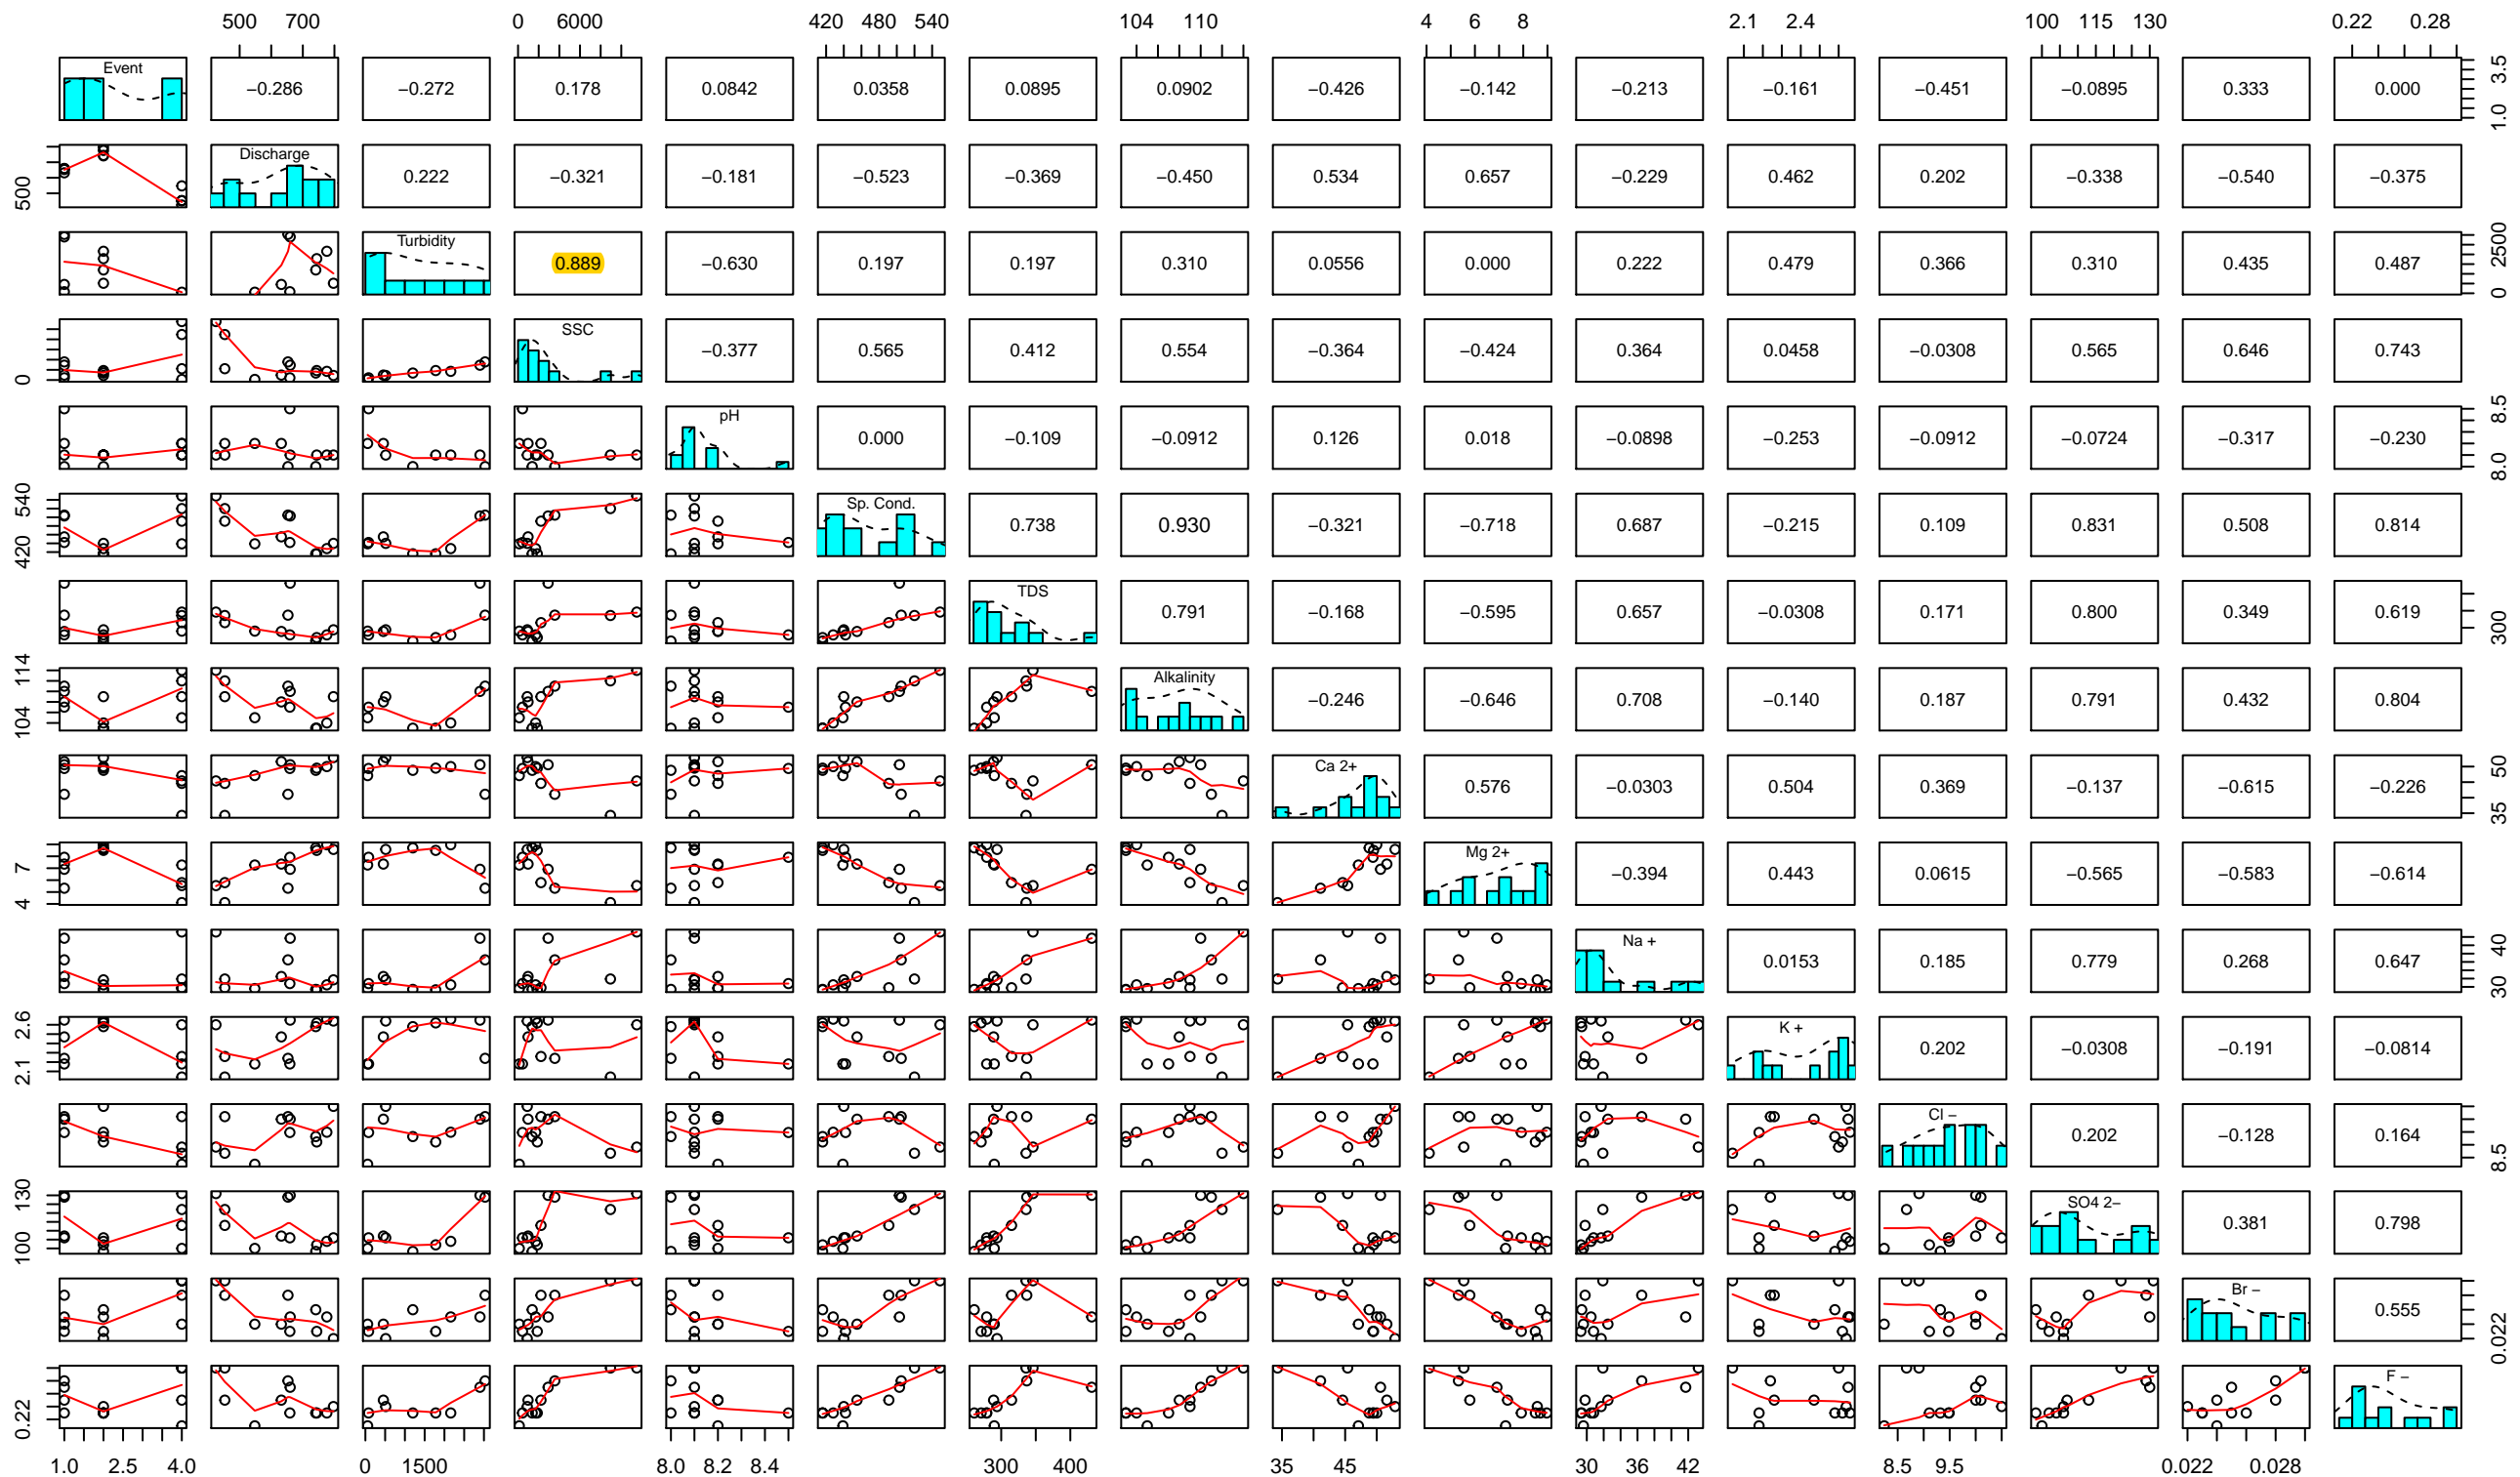 500 700 0 6000 420 480 540 104 110 4 6 8 2.1 2.4 100 115 130 0.22 0.28
Event −0.286 −0.272 0.178 0.0842 0.0358 0.0895 0.0902 −0.426 −0.142 −0.213 −0.161 −0.451 −0.0895 0.333 0.000 1.0 3.5
500 Discharge 0.222 −0.321 −0.181 −0.523 −0.369 −0.450 0.534 0.657 −0.229 0.462 0.202 −0.338 −0.540 −0.375
Turbidity 0.889 −0.630 0.197 0.197 0.310 0.0556 0.000 0.222 0.479 0.366 0.310 0.435 0.487 0 2500
0 SSC −0.377 0.565 0.412 0.554 −0.364 −0.424 0.364 0.0458 −0.0308 0.565 0.646 0.743
pH 0.000 −0.109 −0.0912 0.126 0.018 −0.0898 −0.253 −0.0912 −0.0724 −0.317 −0.230 8.0 8.5
420 540 Sp. Cond. 0.738 0.930 −0.321 −0.718 0.687 −0.215 0.109 0.831 0.508 0.814
TDS 0.791 −0.168 −0.595 0.657 −0.0308 0.171 0.800 0.349 0.619 300
104 114 Alkalinity −0.246 −0.646 0.708 −0.140 0.187 0.791 0.432 0.804
Ca 2+ 0.576 −0.0303 0.504 0.369 −0.137 −0.615 −0.226 35 50
4 7 Mg 2+ −0.394 0.443 0.0615 −0.565 −0.583 −0.614
Na + 0.0153 0.185 0.779 0.268 0.647 30 40
2.1 2.6 K + 0.202 −0.0308 −0.191 −0.0814
Cl − 0.202 −0.128 0.164 8.5
100 130 SO4 2− 0.381 0.798
Br − 0.555 0.022
0.22 F −
1.0 2.5 4.0 0 1500 8.0 8.2 8.4 300 400 35 45 30 36 42 8.5 9.5 0.022 0.028